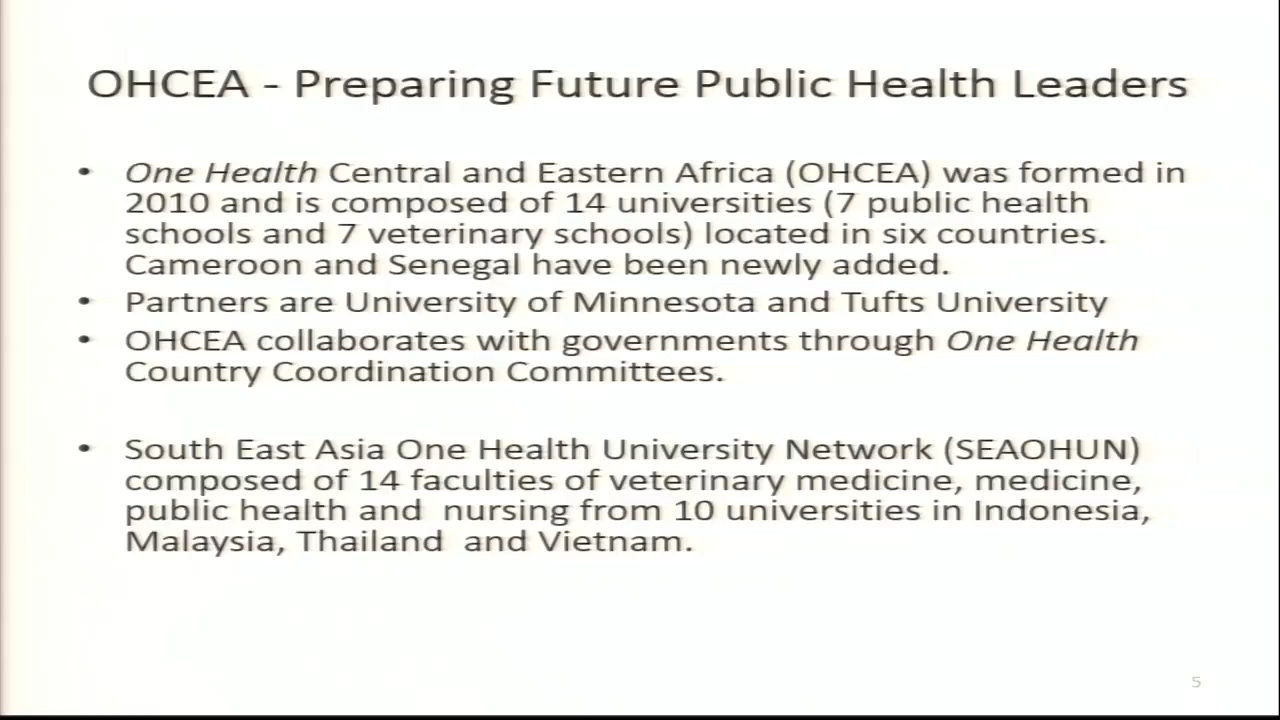 OHCEA - Preparing Future Public Health Leaders
• One Health Central and Eastern Africa (OHCEA) was formed in
2010 and is composed of 14 universities (7 public health
schools and 7 veterinary schools) located in six countries.
Cameroon and Senegal have been newly added.
• Partners are University of Minnesota and Tufts University
• OHCEA collaborates with governments through One Health
Country Coordination Committees.
• South East Asia One Health University Network (SEAOHUN)
composed of 14 faculties of veterinary medicine, medicine,
public health and  nursing from 10 universities in Indonesia,
Malaysia, Thailand  and Vietnam.
5